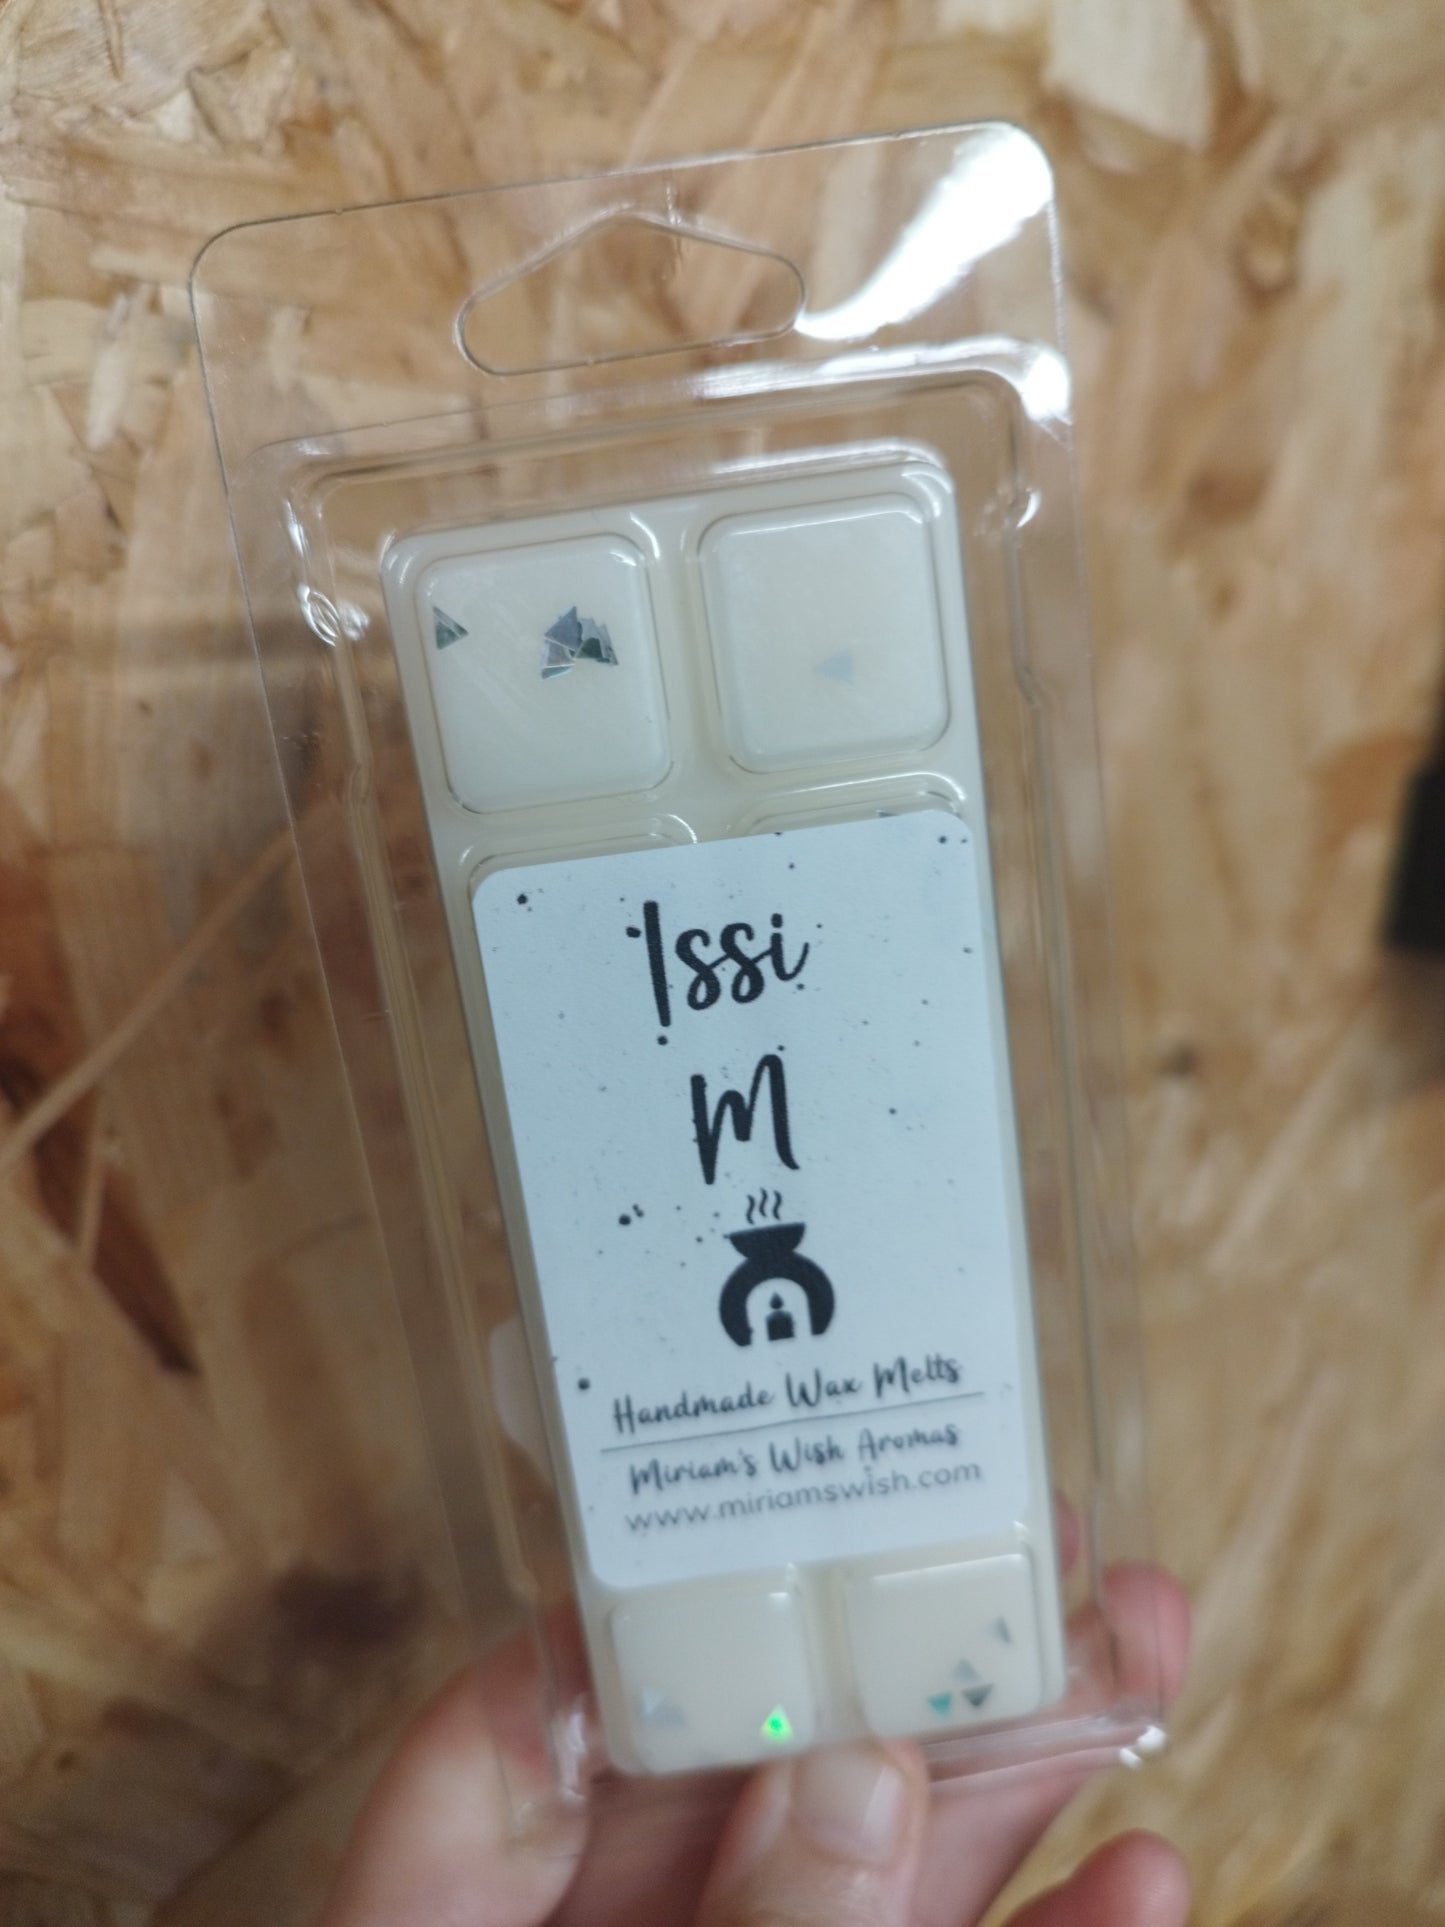 Issi
M
Handmade Wax Melts
Miriam's Wish Aromas
www.miriamswish.com